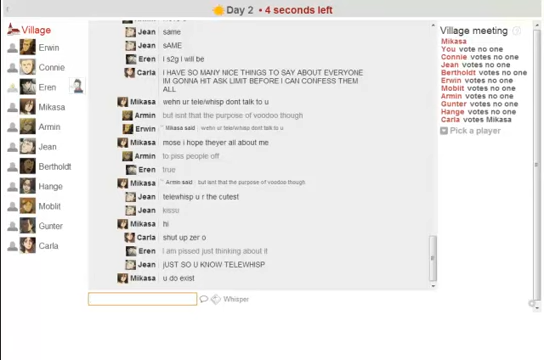 Day 2 • 4 seconds left
Village
Erwin
Connie
Eren
Mikasa
Armin
Jean
Bertholdt
Hange
Moblit
Gunter
Carla
Jean same
Jean sAME
Eren I s2g I will be
Carla I HAVE SO MANY NICE THINGS TO SAY ABOUT EVERYONE
IM GONNA HIT ASK LIMIT BEFORE I CAN CONFESS THEM
ALL
Mikasa wehn ur tele/whisp dont talk to u
Armin but isnt that the purpose of voodoo though
Erwin Mikasa said : wehn ur tele/whisp dont talk to u
Mikasa mose i hope theyer all about me
Armin to piss people off
Eren true
Mikasa Armin said : but isnt that the purpose of voodoo though
Jean telewhisp u r the cutest
Jean kissu
Mikasa hi
Carla shut up zer o
Eren I am pissed just thinking about it
Jean jUST SO U KNOW TELEWHISP
Mikasa u do exist
Whisper
Village meeting
Mikasa
You vote no one
Connie votes no one
Jean votes no one
Bertholdt votes no one
Erwin votes no one
Moblit votes no one
Armin votes no one
Gunter votes no one
Hange votes no one
Carla votes Mikasa
Pick a player